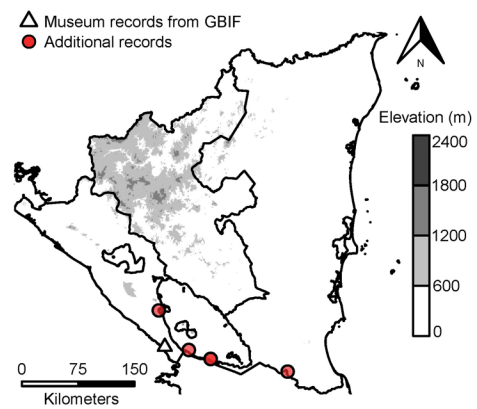 Museum records from GBIF
Additional records
N
Elevation (m)
2400
1800
1200
600
0
0 75 150
Kilometers